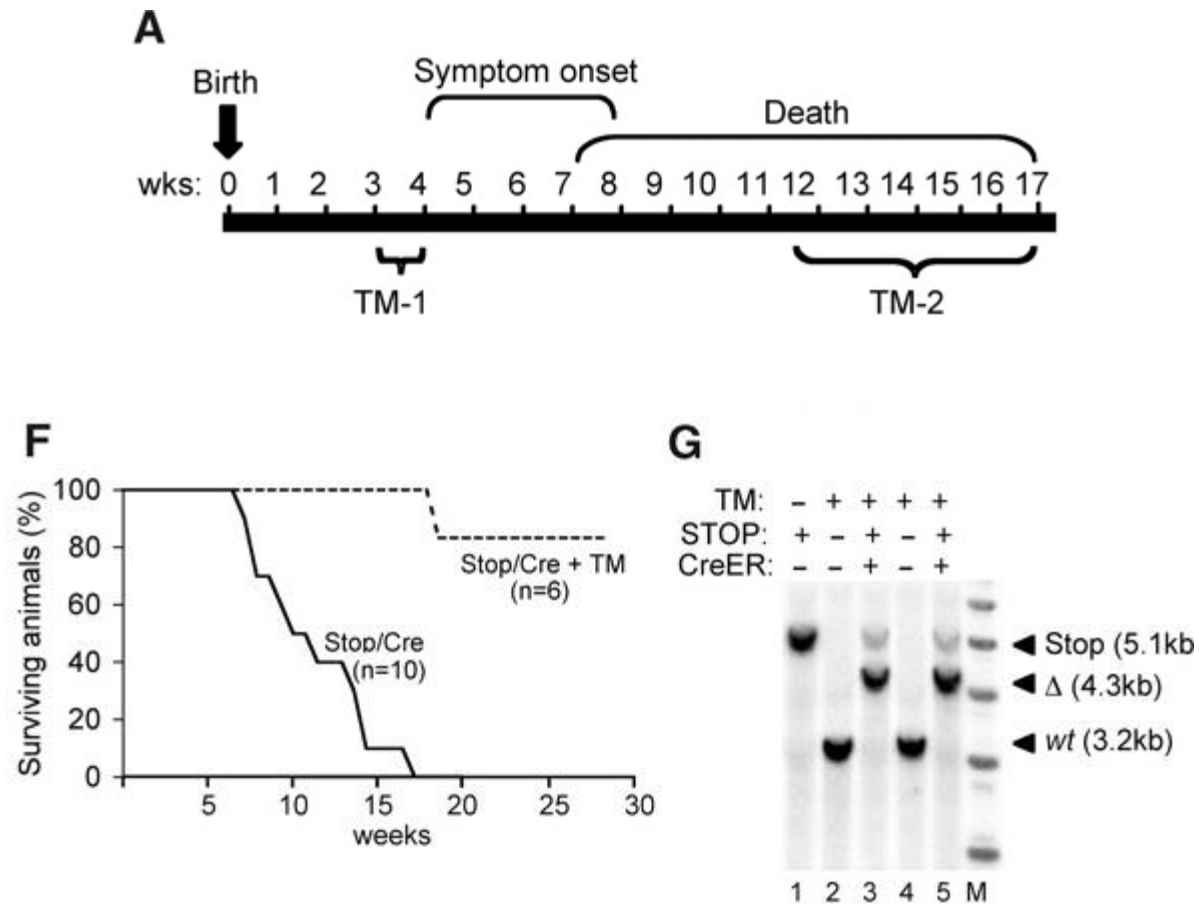 A
Symptom onset
Birth
Death
wks: 0 1 2 3 4 5 6 7 8 9 10 11 12 13 14 15 16 17
TM-1
TM-2
F
Surviving animals (%)
100
80
60
40
20
0
5 10 15 20 25 30
weeks
Stop/Cre + TM
(n=6)
Stop/Cre
(n=10)
G
TM: – + + + +
STOP: + – + – +
CreER: – – + – +
Stop (5.1kb
Δ (4.3kb)
wt (3.2kb)
1 2 3 4 5 M